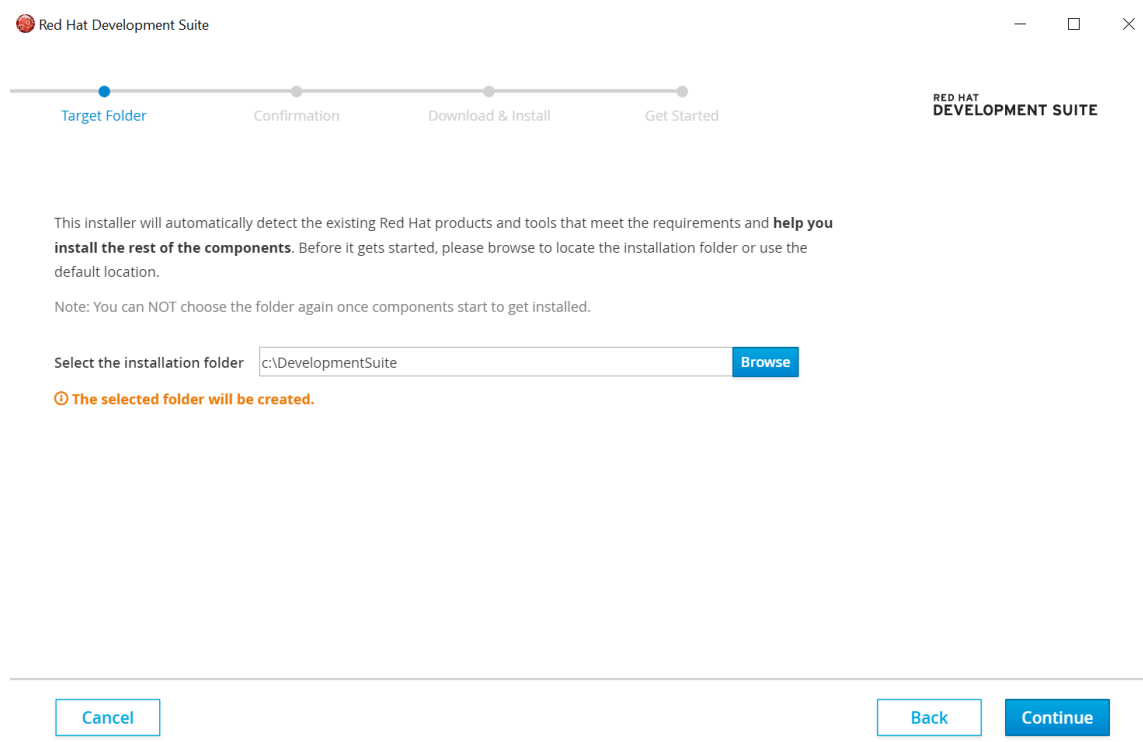 Red Hat Development Suite
Target Folder
Confirmation
Download & Install
Get Started
RED HAT
DEVELOPMENT SUITE
This installer will automatically detect the existing Red Hat products and tools that meet the requirements and help you
install the rest of the components. Before it gets started, please browse to locate the installation folder or use the
default location.
Note: You can NOT choose the folder again once components start to get installed.
Select the installation folder c:\DevelopmentSuite Browse
The selected folder will be created.
Cancel Back Continue